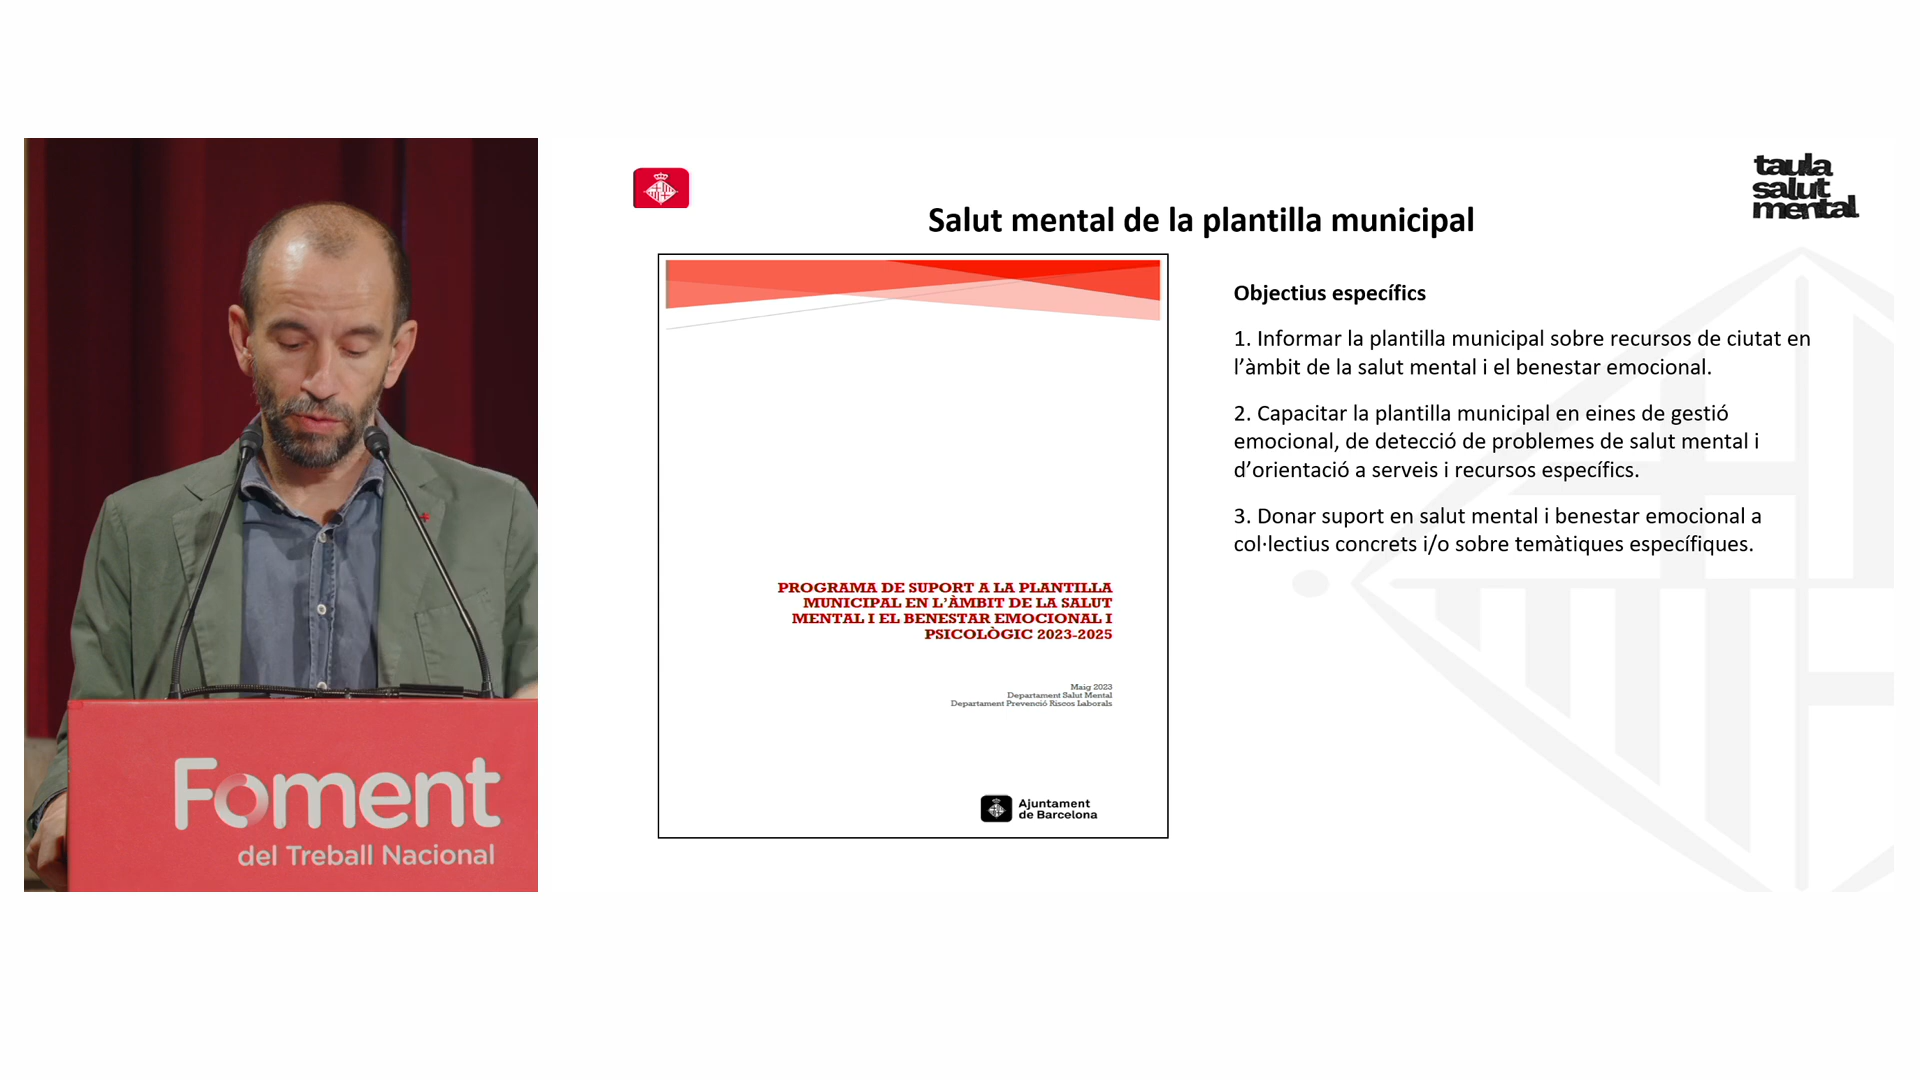 Foment
del Treball Nacional
taula
salut
mental
Salut mental de la plantilla municipal
PROGRAMA DE SUPORT A LA PLANTILLA
MUNICIPAL EN L’ÀMBIT DE LA SALUT
MENTAL I EL BENESTAR EMOCIONAL I
PSICOLÒGIC 2023-2025
Maig 2023
Departament Salut Mental
Departament Prevenció Riscos Laborals
Ajuntament
de Barcelona
Objectius específics
1. Informar la plantilla municipal sobre recursos de ciutat en
l’àmbit de la salut mental i el benestar emocional.
2. Capacitar la plantilla municipal en eines de gestió
emocional, de detecció de problemes de salut mental i
d’orientació a serveis i recursos específics.
3. Donar suport en salut mental i benestar emocional a
col·lectius concrets i/o sobre temàtiques específiques.